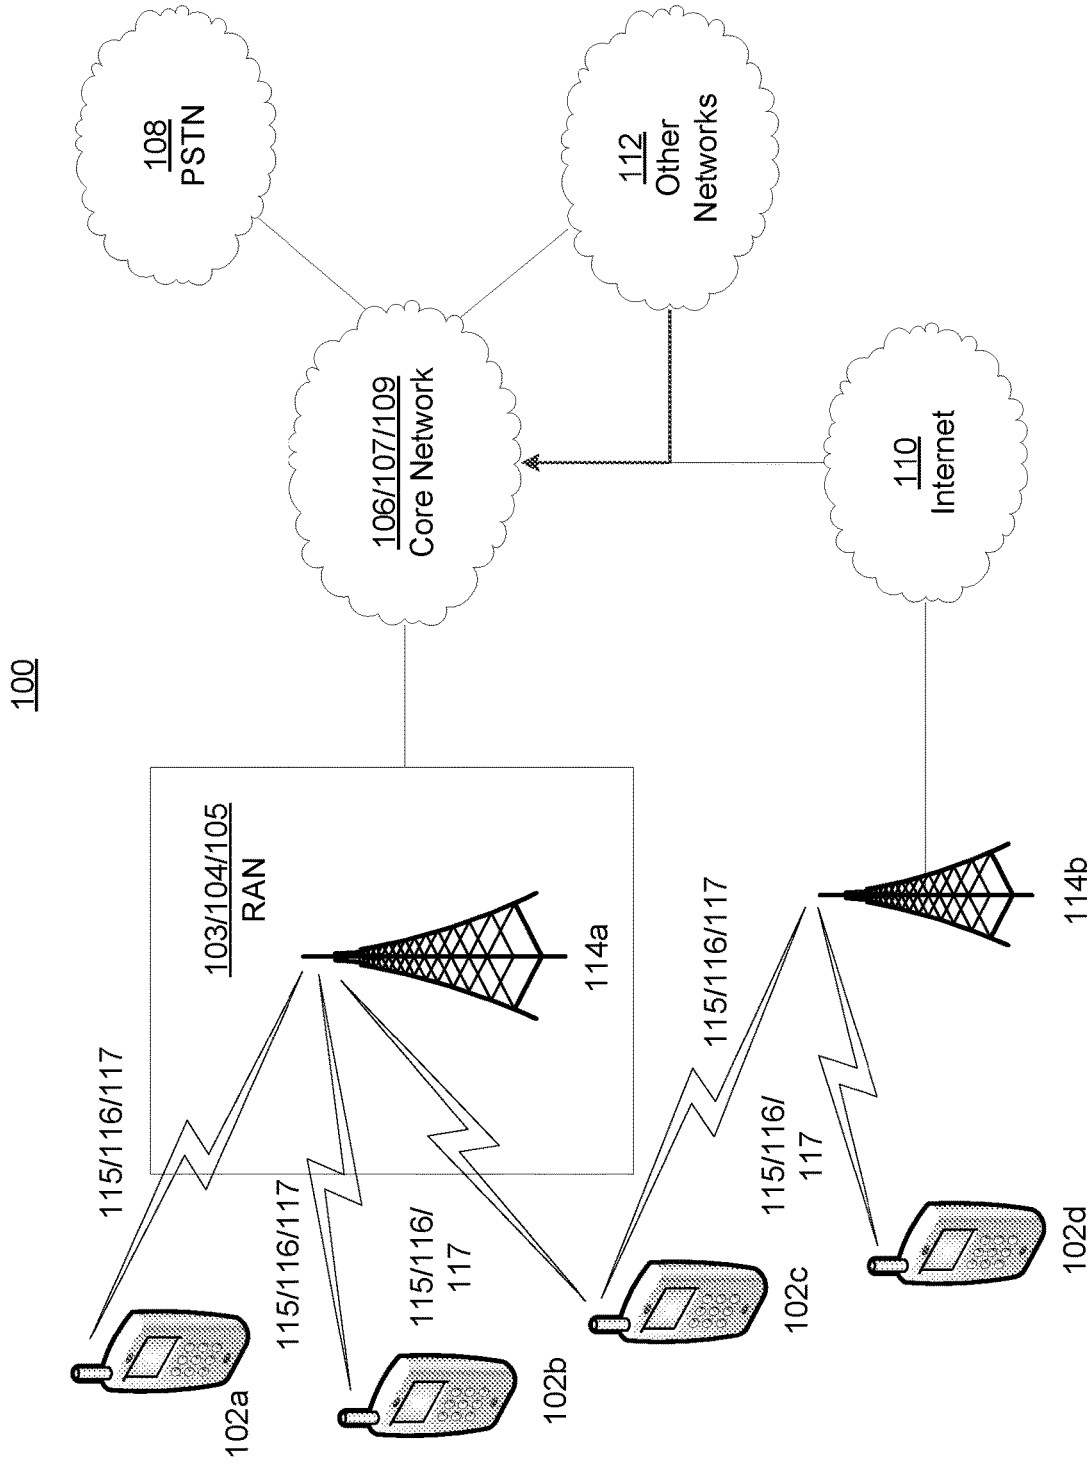 100
108
PSTN
106/107/109
Core Network
112
Other
Networks
110
Internet
103/104/105
RAN
114a
114b
115/116/117
115/116/117
115/116/
117
115/116/117
115/116/
117
102a
102b
102c
102d